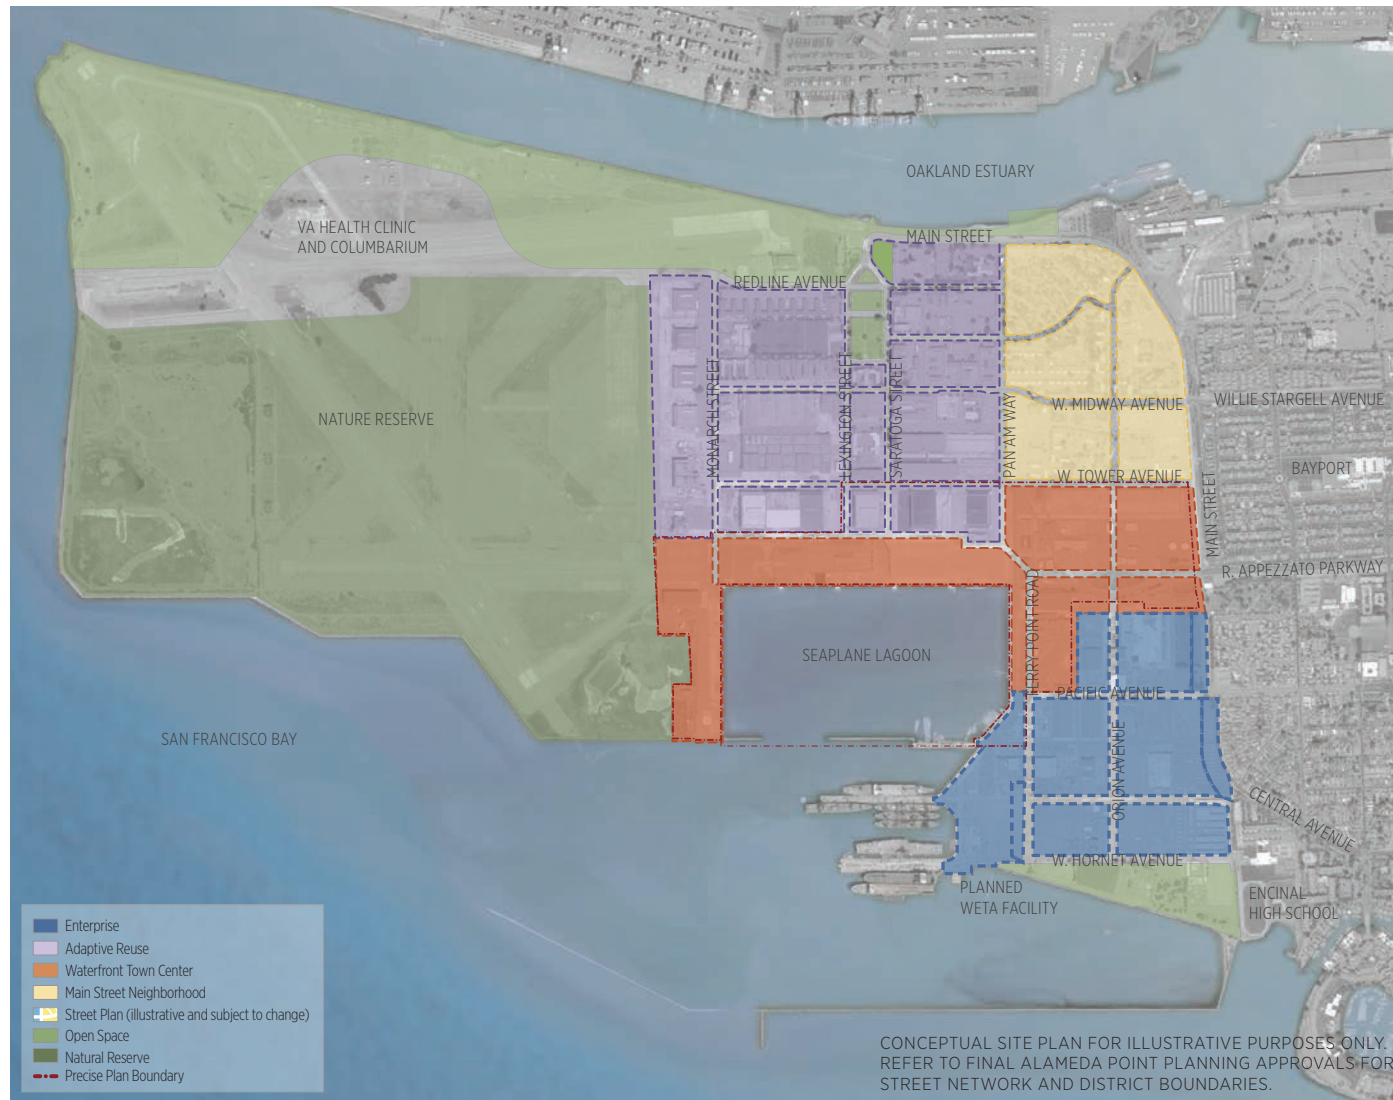 OAKLAND ESTUARY
VA HEALTH CLINIC
AND COLUMBARIUM
MAIN STREET
REDLINE AVENUE
NATURE RESERVE
MONARCH STREET
LEXINGTON STREET
SARATOGA STREET
PAN AM WAY
W. MIDWAY AVENUE
WILLIE STARGELL AVENUE
BAYPORT
W. TOWER AVENUE
MAIN STREET
R. APPEZZATO PARKWAY
FERRY POINT ROAD
SEAPLANE LAGOON
PACIFIC AVENUE
SAN FRANCISCO BAY
ORION AVENUE
CENTRAL AVENUE
W. HORNET AVENUE
PLANNED
WETA FACILITY
ENCINAL
HIGH SCHOOL
Enterprise
Adaptive Reuse
Waterfront Town Center
Main Street Neighborhood
Street Plan (illustrative and subject to change)
Open Space
Natural Reserve
Precise Plan Boundary
CONCEPTUAL SITE PLAN FOR ILLUSTRATIVE PURPOSES ONLY.
REFER TO FINAL ALAMEDA POINT PLANNING APPROVALS FOR
STREET NETWORK AND DISTRICT BOUNDARIES.